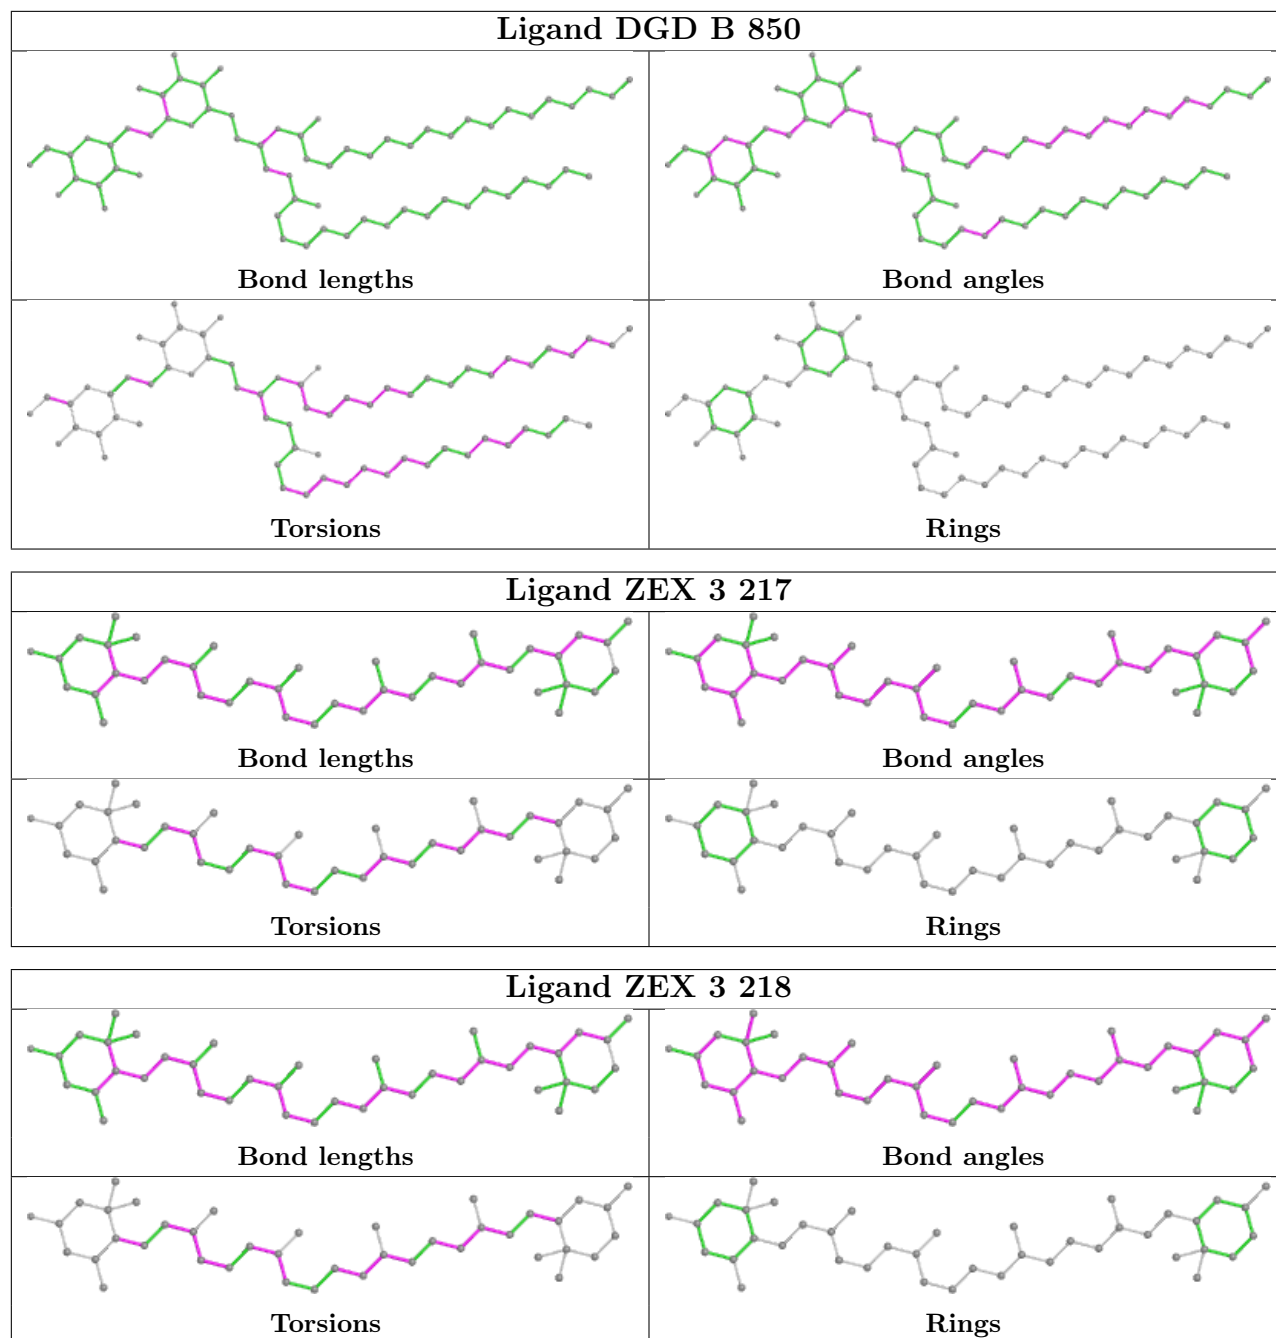 Ligand DGD B 850
Bond lengths
Bond angles
Torsions
Rings
Ligand ZEX 3 217
Bond lengths
Bond angles
Torsions
Rings
Ligand ZEX 3 218
Bond lengths
Bond angles
Torsions
Rings